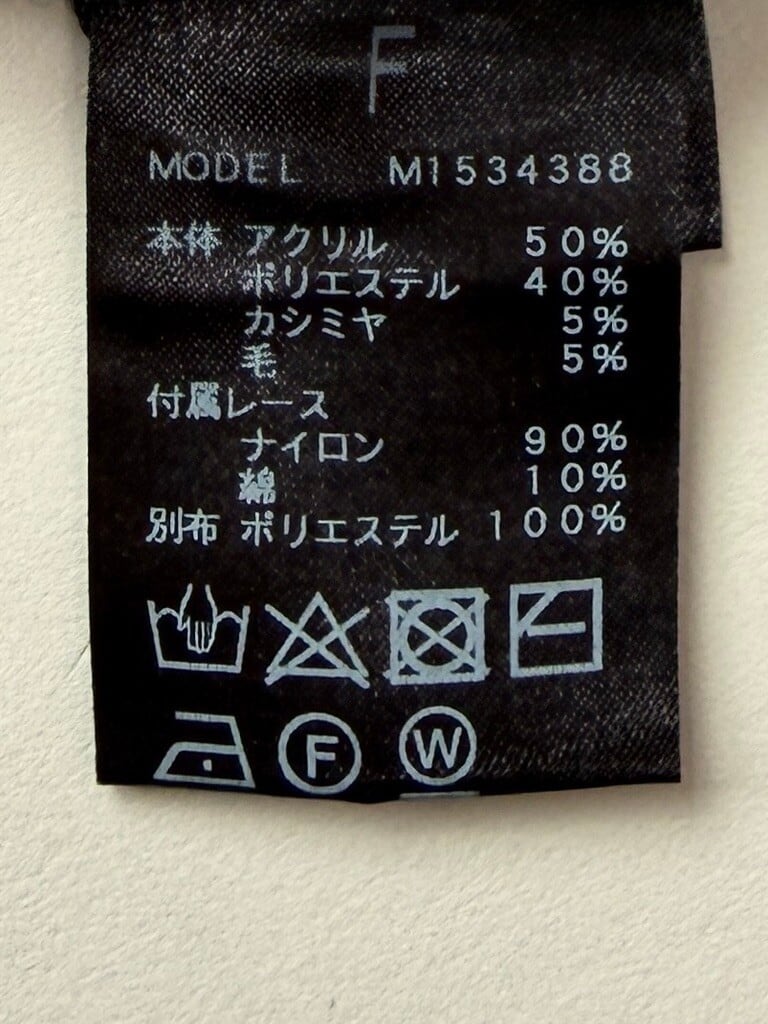 F
MODEL M1534388
本体 アクリル 50%
ポリエステル 40%
カシミヤ 5%
毛 5%
付属レース
ナイロン 90%
綿 10%
別布 ポリエステル 100%
F W